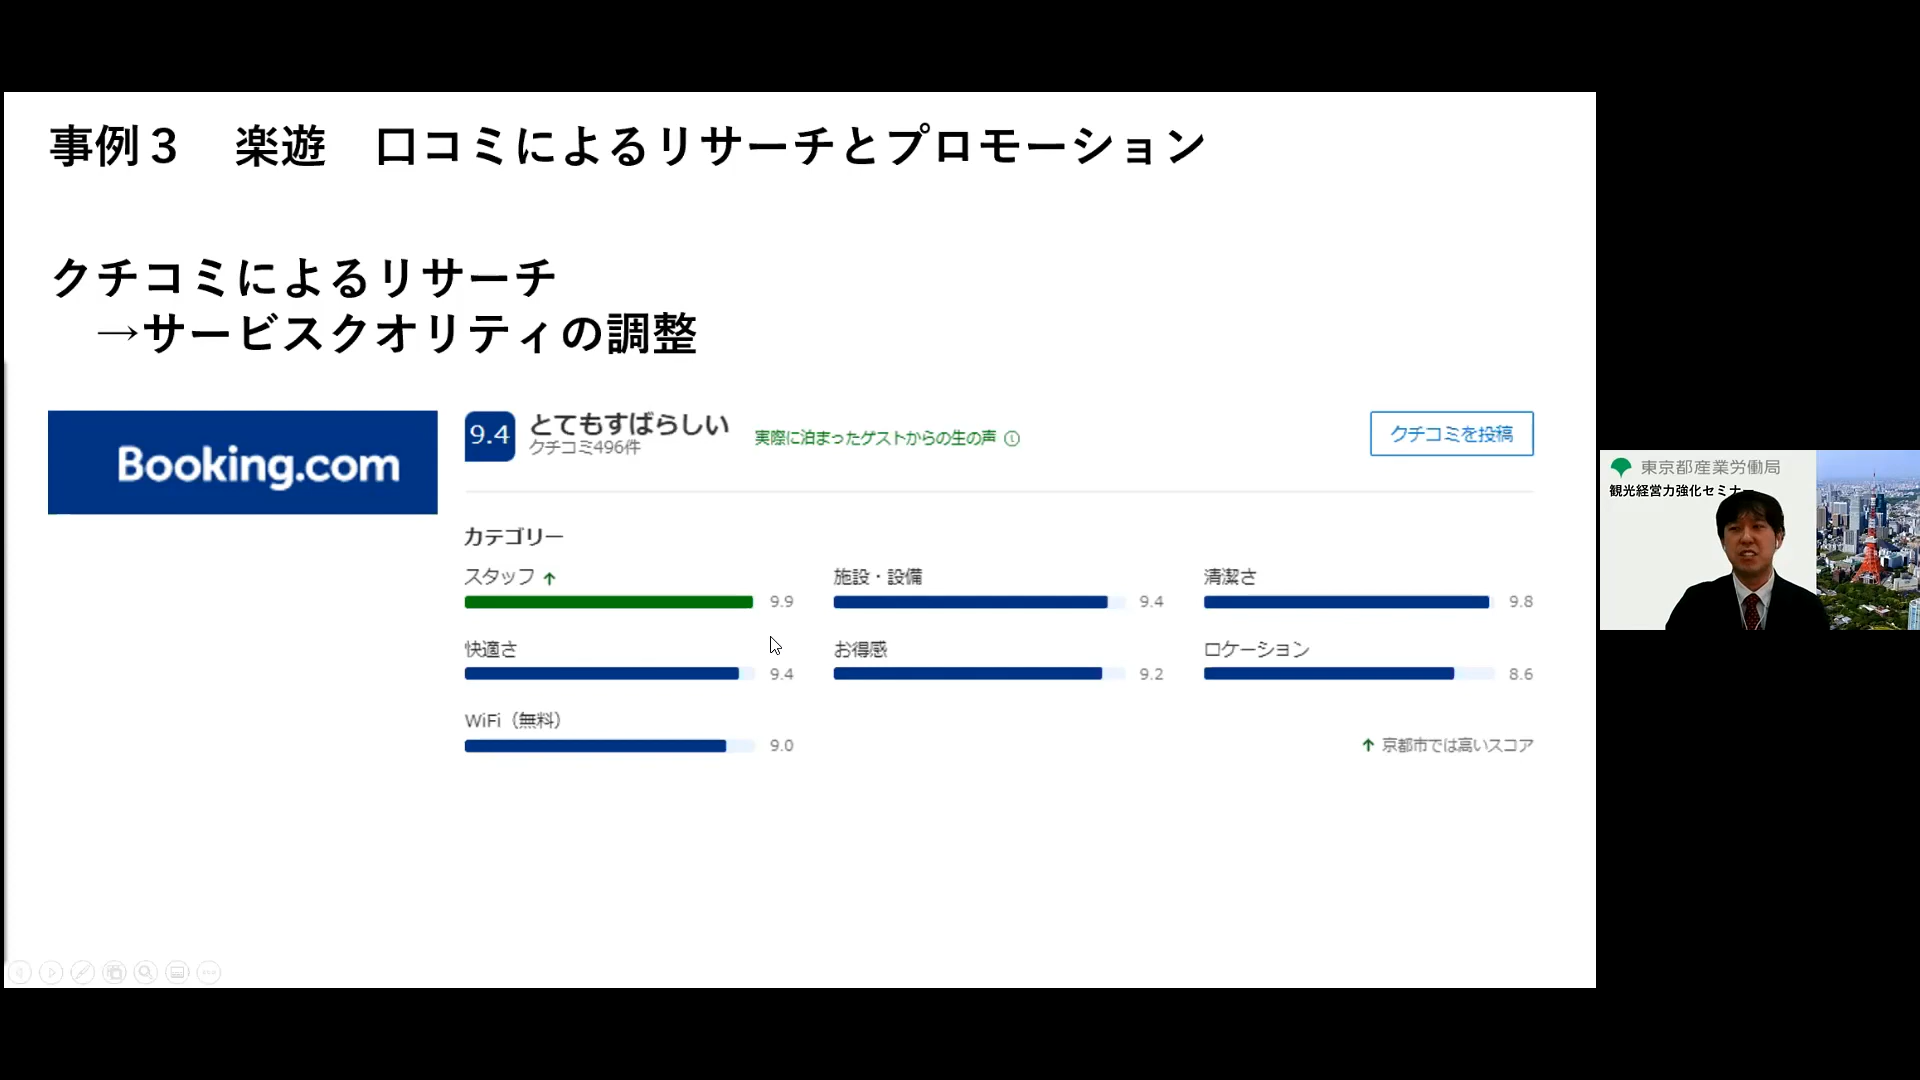 事例３　楽遊　口コミによるリサーチとプロモーション
クチコミによるリサーチ
→サービスクオリティの調整
Booking.com
9.4
とてもすばらしい
クチコミ496件
実際に泊まったゲストからの生の声
クチコミを投稿
カテゴリー
スタッフ ↑
9.9
施設・設備
9.4
清潔さ
9.8
快適さ
9.4
お得感
9.2
ロケーション
8.6
WiFi（無料）
9.0
↑ 京都市では高いスコア
東京都産業労働局
観光経営力強化セミナー